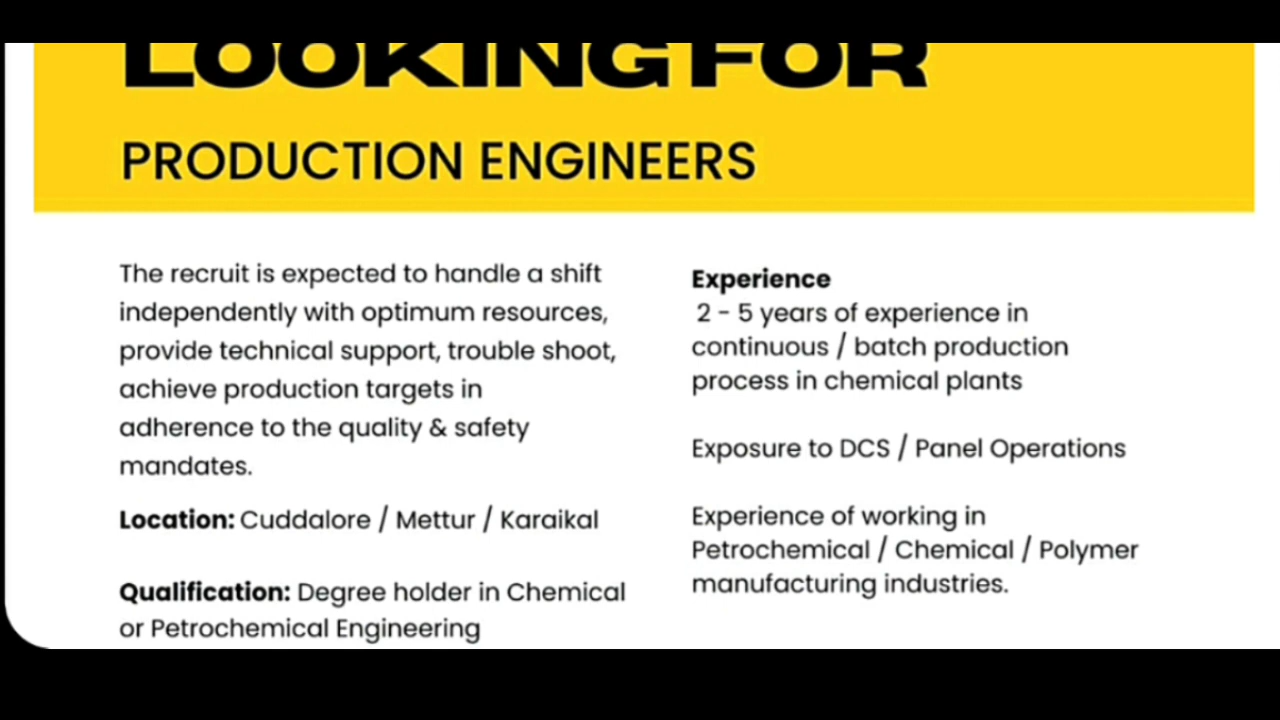 LOOKING FOR
PRODUCTION ENGINEERS
The recruit is expected to handle a shift
independently with optimum resources,
provide technical support, trouble shoot,
achieve production targets in
adherence to the quality & safety
mandates.
Location: Cuddalore / Mettur / Karaikal
Qualification: Degree holder in Chemical
or Petrochemical Engineering
Experience
2 - 5 years of experience in
continuous / batch production
process in chemical plants
Exposure to DCS / Panel Operations
Experience of working in
Petrochemical / Chemical / Polymer
manufacturing industries.